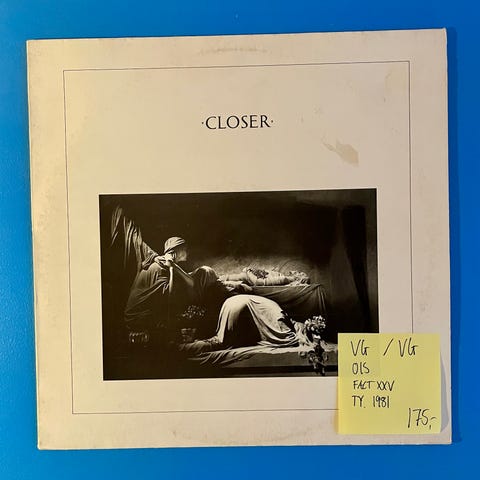 ·CLOSER·
VG / VG
OIS
FACT XXV
TY. 1981
175,-